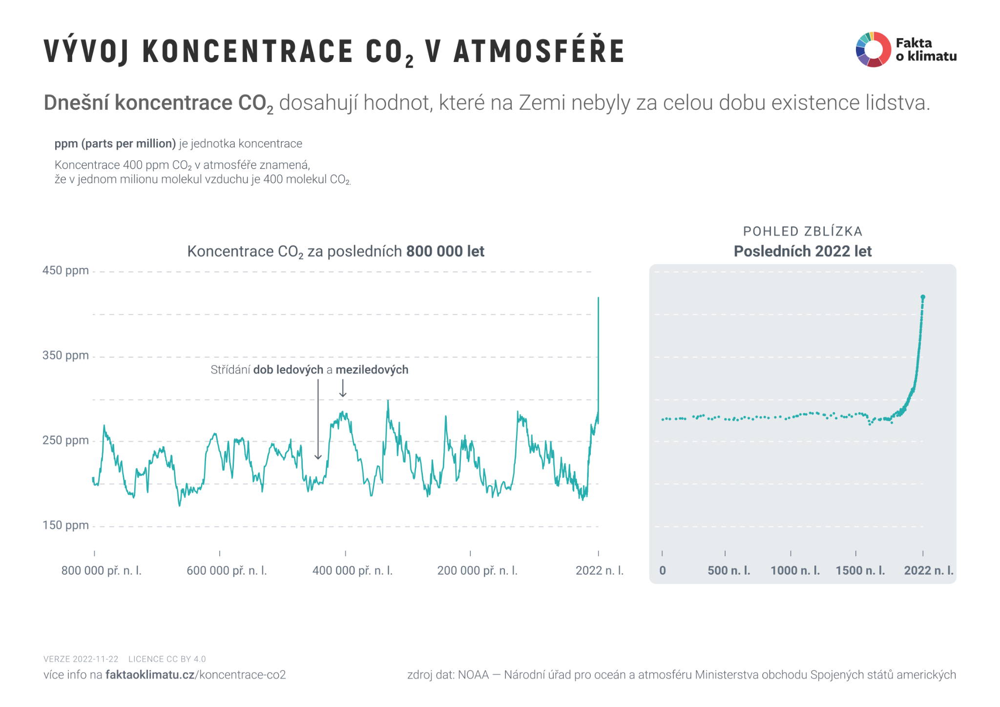 VÝVOJ KONCENTRACE CO₂ V ATMOSFÉŘE
Fakta
o klimatu
Dnešní koncentrace CO₂ dosahují hodnot, které na Zemi nebyly za celou dobu existence lidstva.
ppm (parts per million) je jednotka koncentrace
Koncentrace 400 ppm CO₂ v atmosféře znamená,
že v jednom milionu molekul vzduchu je 400 molekul CO₂.
Koncentrace CO₂ za posledních 800 000 let
450 ppm
350 ppm
Střídání dob ledových a meziledových
250 ppm
150 ppm
800 000 př. n. l.
600 000 př. n. l.
400 000 př. n. l.
200 000 př. n. l.
2022 n. l.
POHLED ZBLÍZKA
Posledních 2022 let
0
500 n. l.
1000 n. l.
1500 n. l.
2022 n. l.
VERZE 2022-11-22 LICENCE CC BY 4.0
více info na faktaoklimatu.cz/koncentrace-co2
zdroj dat: NOAA — Národní úřad pro oceán a atmosféru Ministerstva obchodu Spojených států amerických